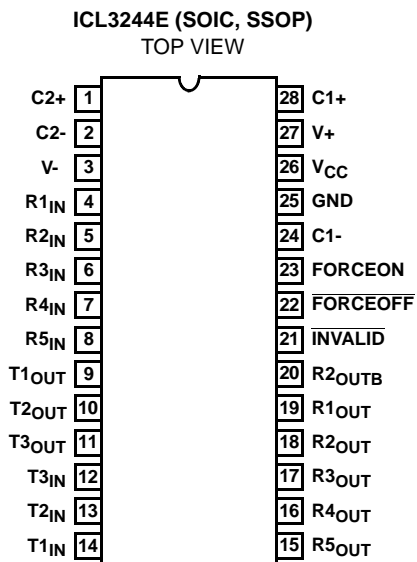 ICL3244E (SOIC, SSOP)
TOP VIEW
C2+ 1 28 C1+
C2- 2 27 V+
V- 3 26 VCC
R1IN 4 25 GND
R2IN 5 24 C1-
R3IN 6 23 FORCEON
R4IN 7 22 FORCEOFF
R5IN 8 21 INVALID
T1OUT 9 20 R2OUTB
T2OUT 10 19 R1OUT
T3OUT 11 18 R2OUT
T3IN 12 17 R3OUT
T2IN 13 16 R4OUT
T1IN 14 15 R5OUT